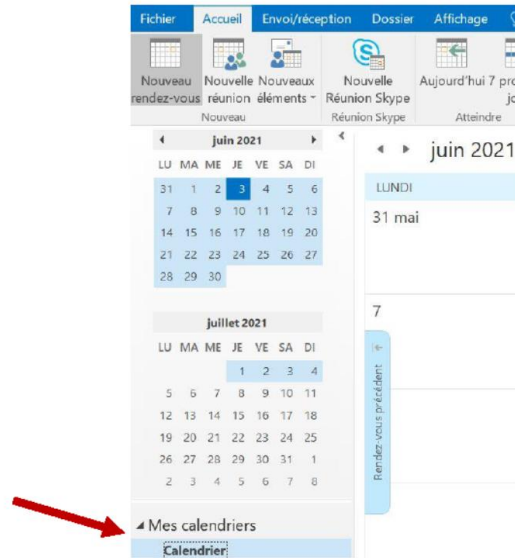 Fichier Accueil Envoi/réception Dossier Affichage
Nouveau rendez-vous
Nouvelle réunion
Nouveaux éléments
Nouvelle Réunion Skype
Aujourd'hui 7
Nouveau Réunion Skype Atteindre
juin 2021
LU MA ME JE VE SA DI
31 1 2 3 4 5 6
7 8 9 10 11 12 13
14 15 16 17 18 19 20
21 22 23 24 25 26 27
28 29 30
juillet 2021
LU MA ME JE VE SA DI
1 2 3 4
5 6 7 8 9 10 11
12 13 14 15 16 17 18
19 20 21 22 23 24 25
26 27 28 29 30 31 1
2 3 4 5 6 7 8
Mes calendriers
Calendrier
juin 2021
LUNDI
31 mai
7
Rendez-vous précédent